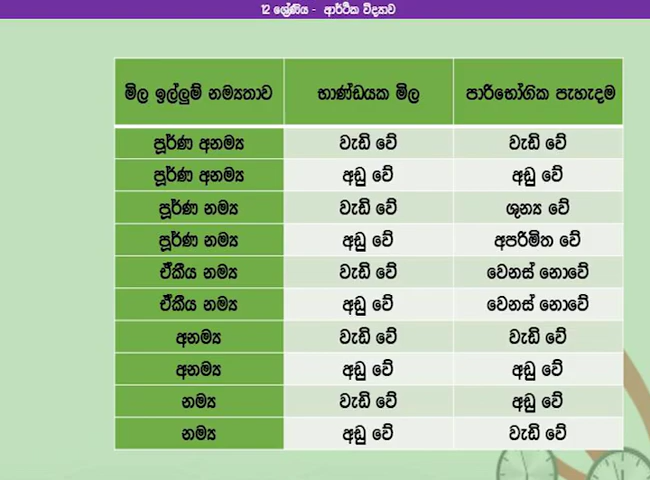 12 ශ්‍රේණිය - ආර්ථික විද්‍යාව
මිල ඉල්ලුම් නම්‍යතාව භාණ්ඩයක මිල පාරිභෝගික පැහැදම
පූර්ණ අනම්‍ය වැඩි වේ වැඩි වේ
පූර්ණ අනම්‍ය අඩු වේ අඩු වේ
පූර්ණ නම්‍ය වැඩි වේ ශුන්‍ය වේ
පූර්ණ නම්‍ය අඩු වේ අපරිමිත වේ
ඒකීය නම්‍ය වැඩි වේ වෙනස් නොවේ
ඒකීය නම්‍ය අඩු වේ වෙනස් නොවේ
අනම්‍ය වැඩි වේ වැඩි වේ
අනම්‍ය අඩු වේ අඩු වේ
නම්‍ය වැඩි වේ අඩු වේ
නම්‍ය අඩු වේ වැඩි වේ